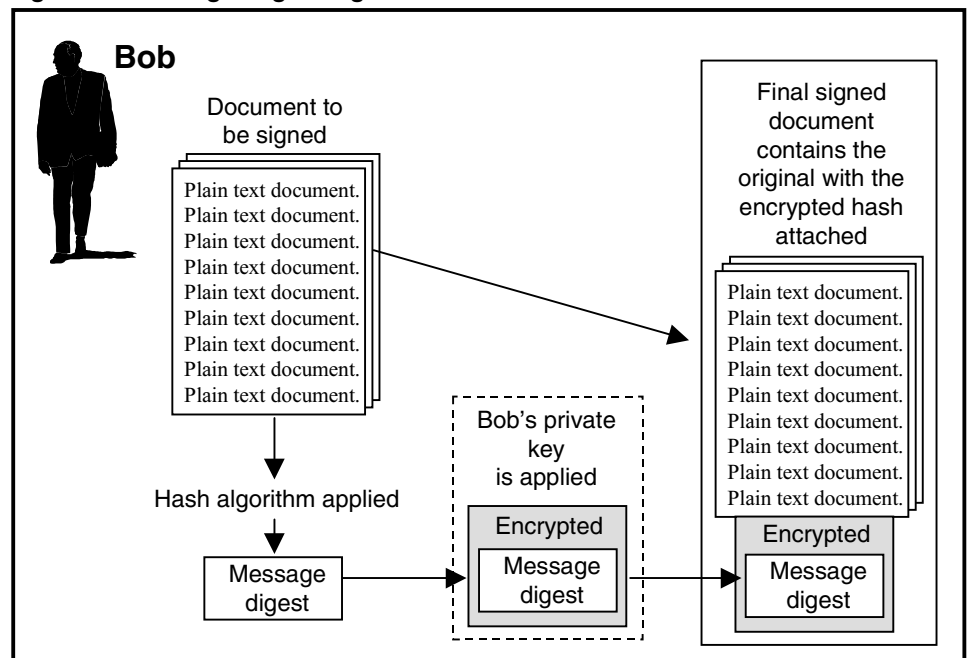 Bob
Document to
be signed
Plain text document.
Plain text document.
Plain text document.
Plain text document.
Plain text document.
Plain text document.
Plain text document.
Plain text document.
Plain text document.
Hash algorithm applied
Message
digest
Bob’s private
key
is applied
Encrypted
Message
digest
Final signed
document
contains the
original with the
encrypted hash
attached
Plain text document.
Plain text document.
Plain text document.
Plain text document.
Plain text document.
Plain text document.
Plain text document.
Plain text document.
Plain text document.
Encrypted
Message
digest